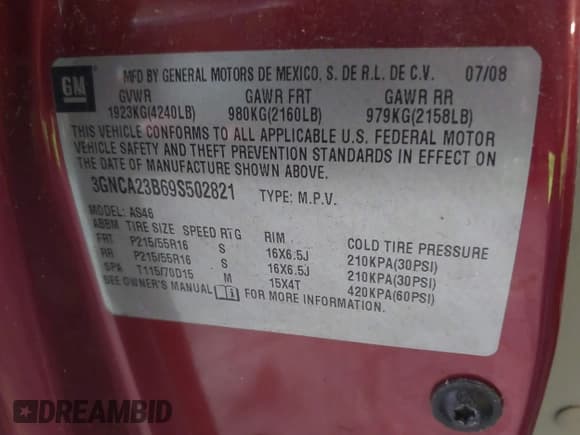 GM
MFD BY GENERAL MOTORS DE MEXICO, S. DE R.L. DE C.V. 07/08
GVWR GAWR FRT GAWR RR
1923KG(4240LB) 980KG(2160LB) 979KG(2158LB)
THIS VEHICLE CONFORMS TO ALL APPLICABLE U.S. FEDERAL MOTOR
VEHICLE SAFETY AND THEFT PREVENTION STANDARDS IN EFFECT ON
THE DATE OF MANUFACTURE SHOWN ABOVE.
3GNCA23B69S502821 TYPE: M.P.V.
MODEL: AS46
ABBM TIRE SIZE SPEED RTG RIM COLD TIRE PRESSURE
FRT P215/55R16 S 16X6.5J 210KPA(30PSI)
RR P215/55R16 S 16X6.5J 210KPA(30PSI)
SPA T115/70D15 M 15X4T 420KPA(60PSI)
SEE OWNER'S MANUAL i FOR MORE INFORMATION.
DREAMBID